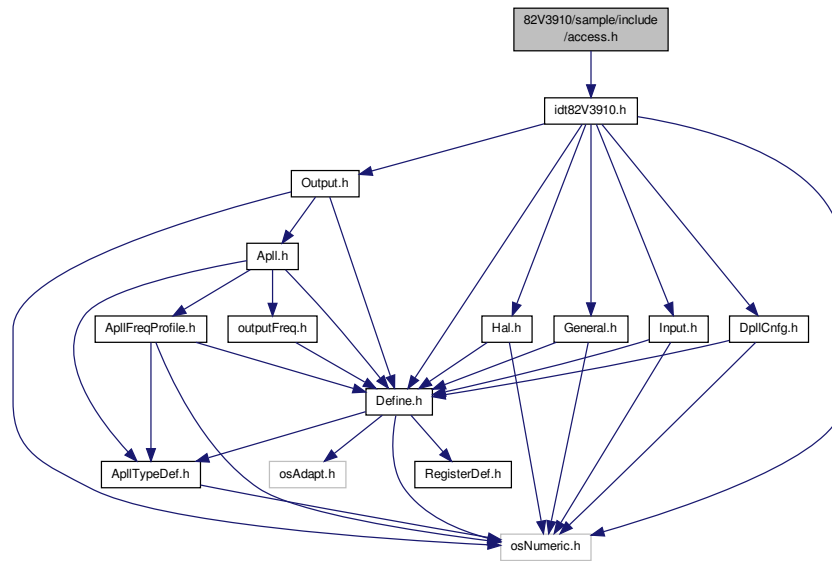 82V3910/sample/include
/access.h
idt82V3910.h
Output.h
Apll.h
ApllFreqProfile.h
outputFreq.h
Hal.h
General.h
Input.h
DpllCnfg.h
Define.h
ApllTypeDef.h
osAdapt.h
RegisterDef.h
osNumeric.h